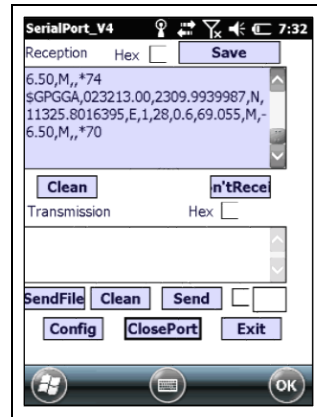 SerialPort_V4 7:32
Reception Hex Save
6.50,M,,*74
$GPGGA,023213.00,2309.9939987,N,
11325.8016395,E,1,28,0.6,69.055,M,-
6.50,M,,*70
Clean n'tRecei
Transmission Hex
SendFile Clean Send
Config ClosePort Exit
OK